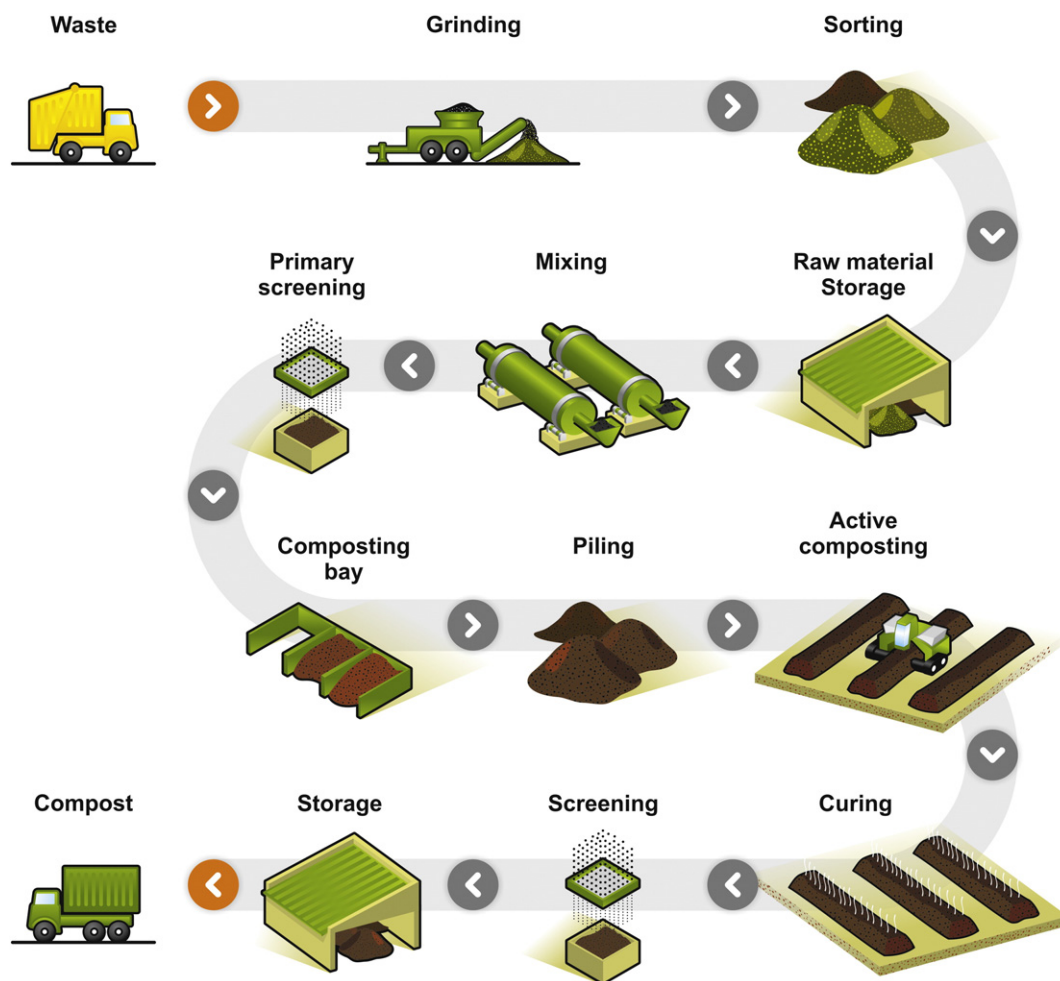 Waste
Grinding
Sorting
Primary
screening
Mixing
Raw material
Storage
Composting
bay
Piling
Active
composting
Compost
Storage
Screening
Curing